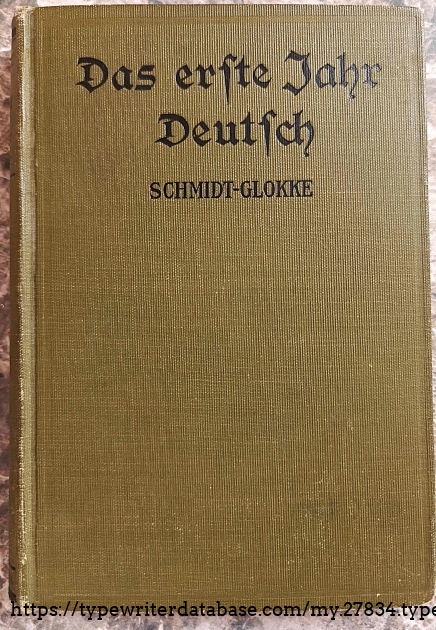 Das erſte Jahr
Deutſch
SCHMIDT-GLOKKE
https://typewriterdatabase.com/my.27834.type